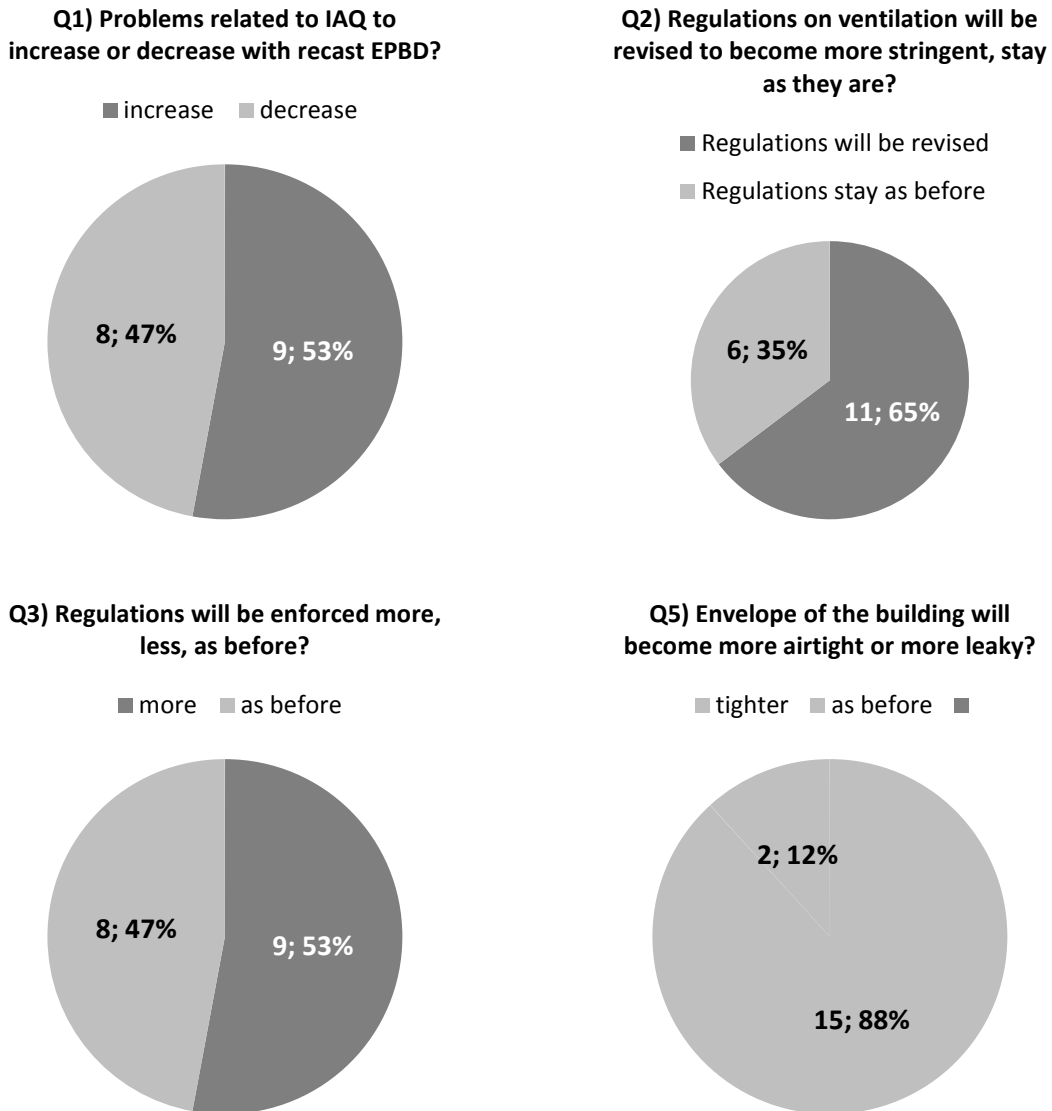 Q1) Problems related to IAQ to
increase or decrease with recast EPBD?
increase decrease
8; 47%
9; 53%
Q2) Regulations on ventilation will be
revised to become more stringent, stay
as they are?
Regulations will be revised
Regulations stay as before
6; 35%
11; 65%
Q3) Regulations will be enforced more,
less, as before?
more as before
8; 47%
9; 53%
Q5) Envelope of the building will
become more airtight or more leaky?
tighter as before
2; 12%
15; 88%